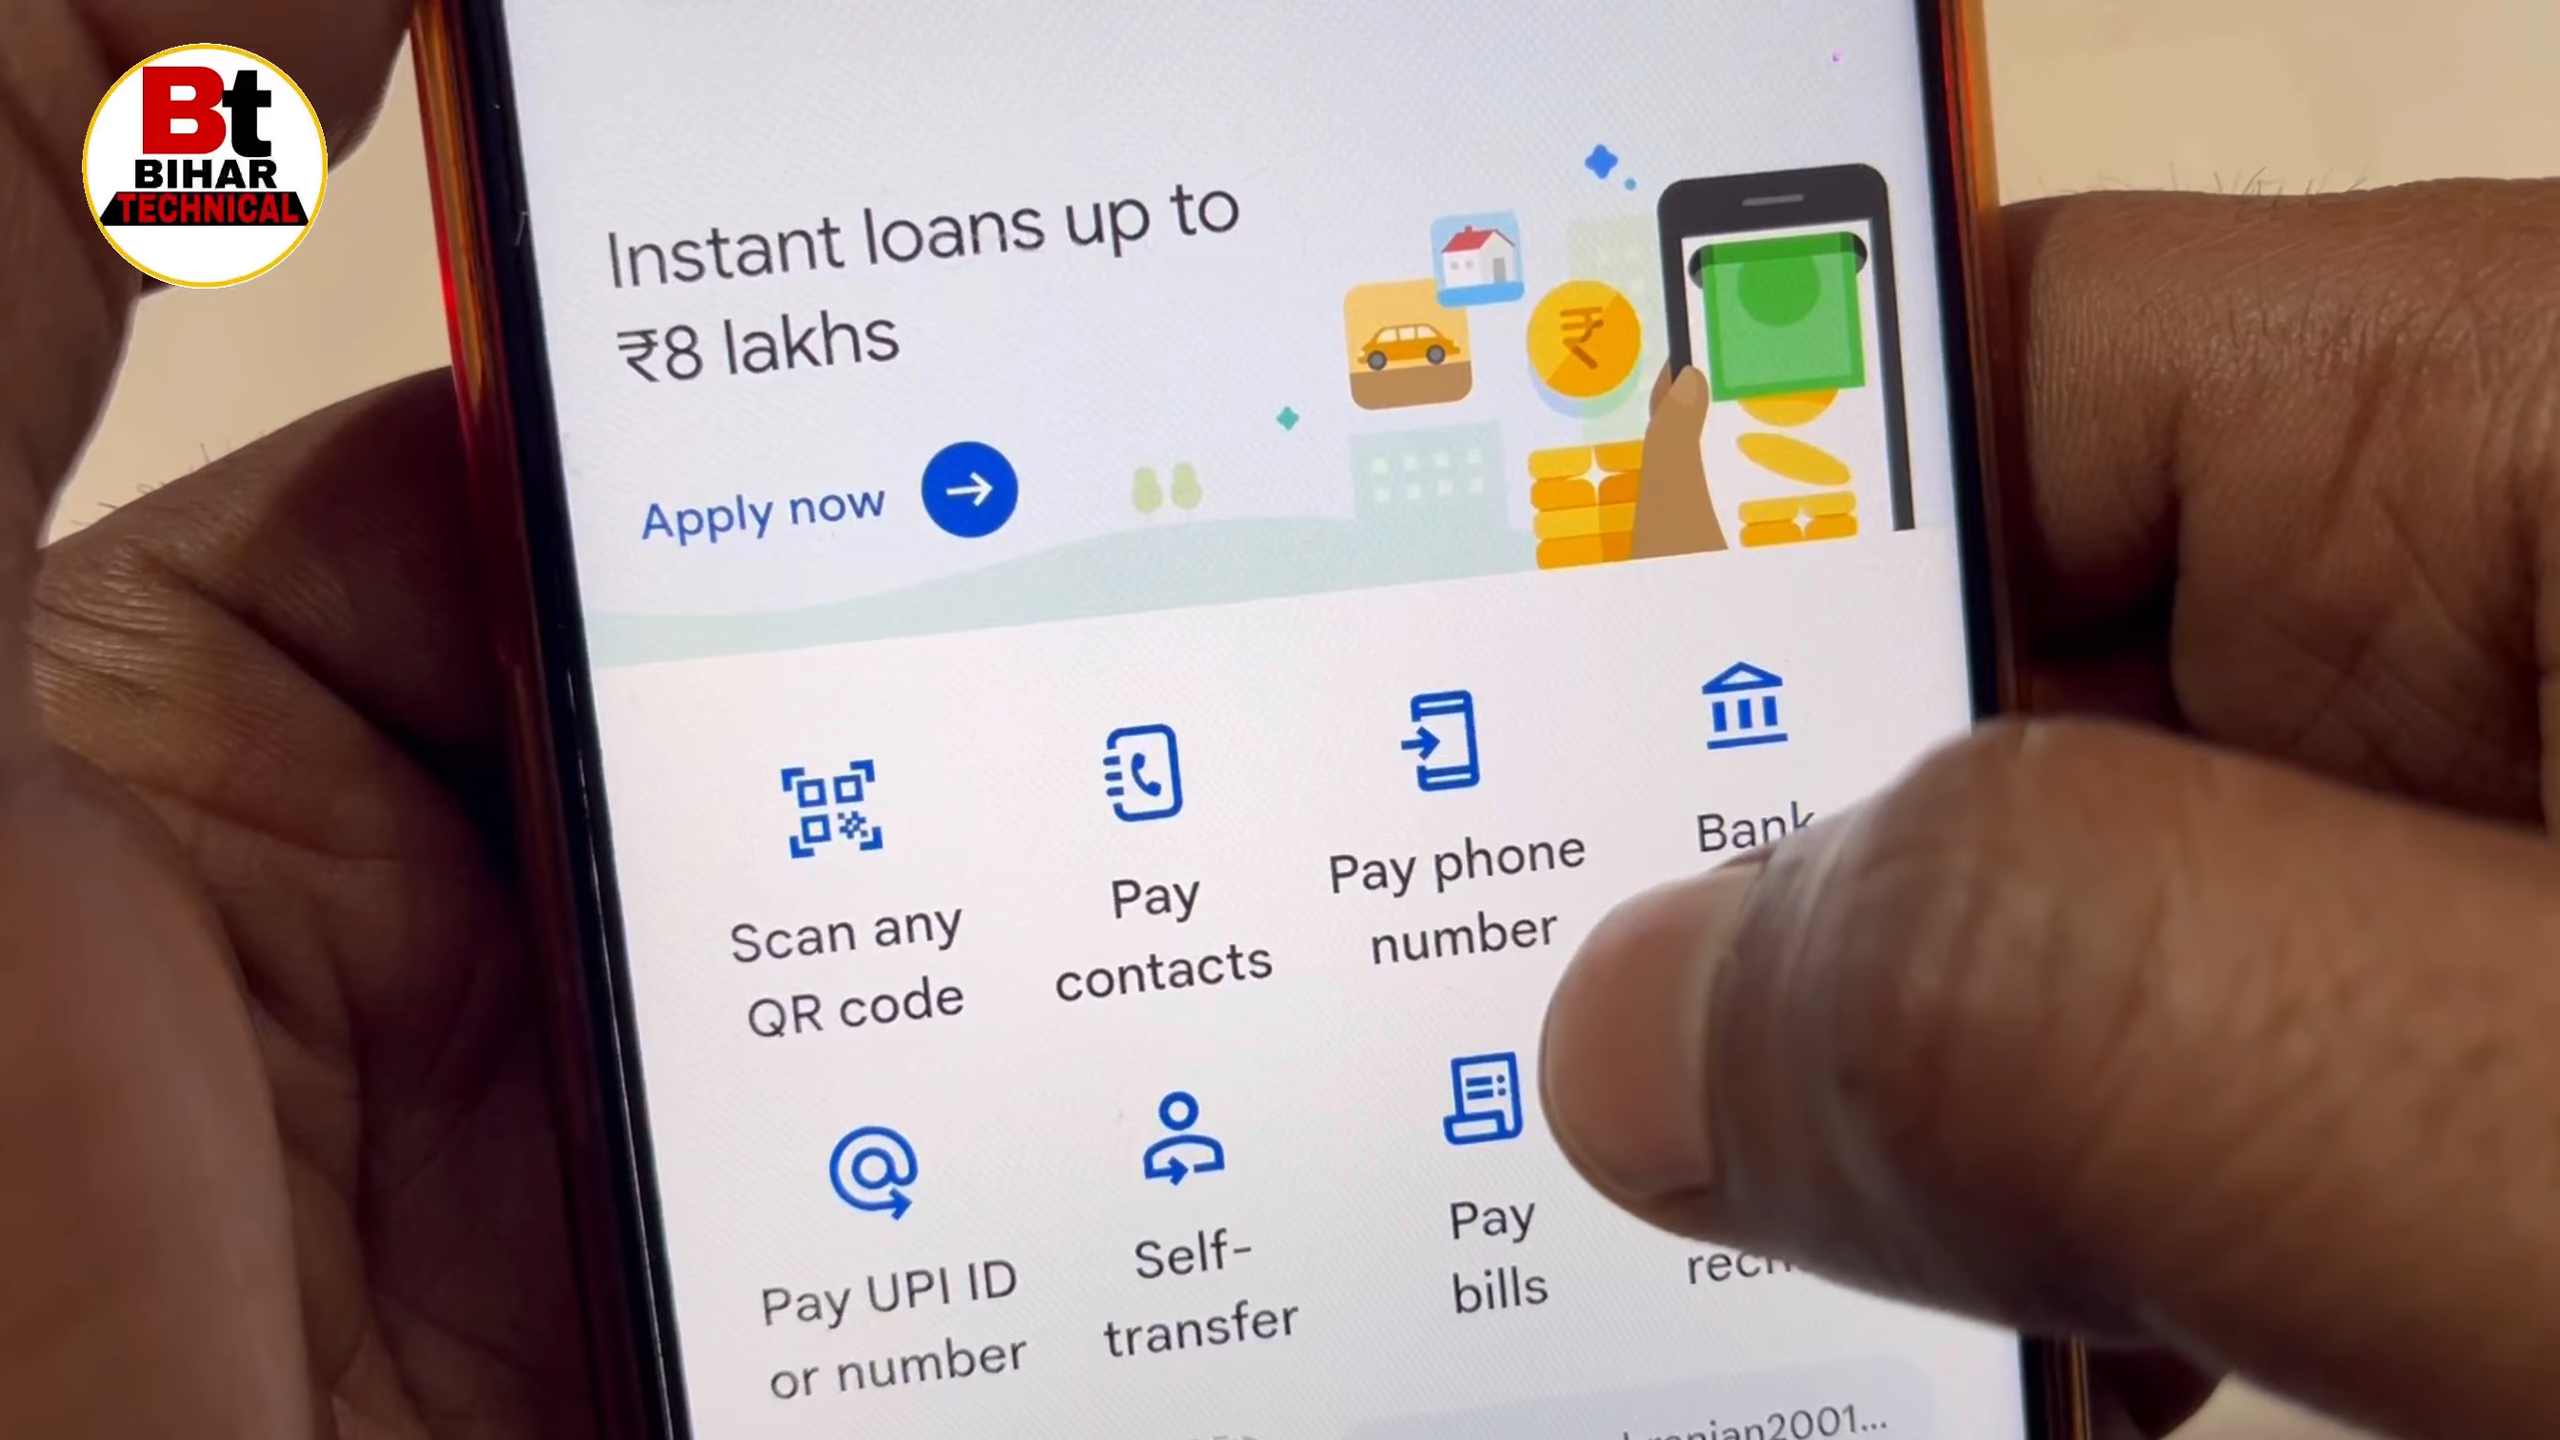 Bt
BIHAR
TECHNICAL
Instant loans up to
₹8 lakhs
Apply now
Scan any
QR code
Pay
contacts
Pay phone
number
Bank
Pay UPI ID
or number
Self-
transfer
Pay
bills